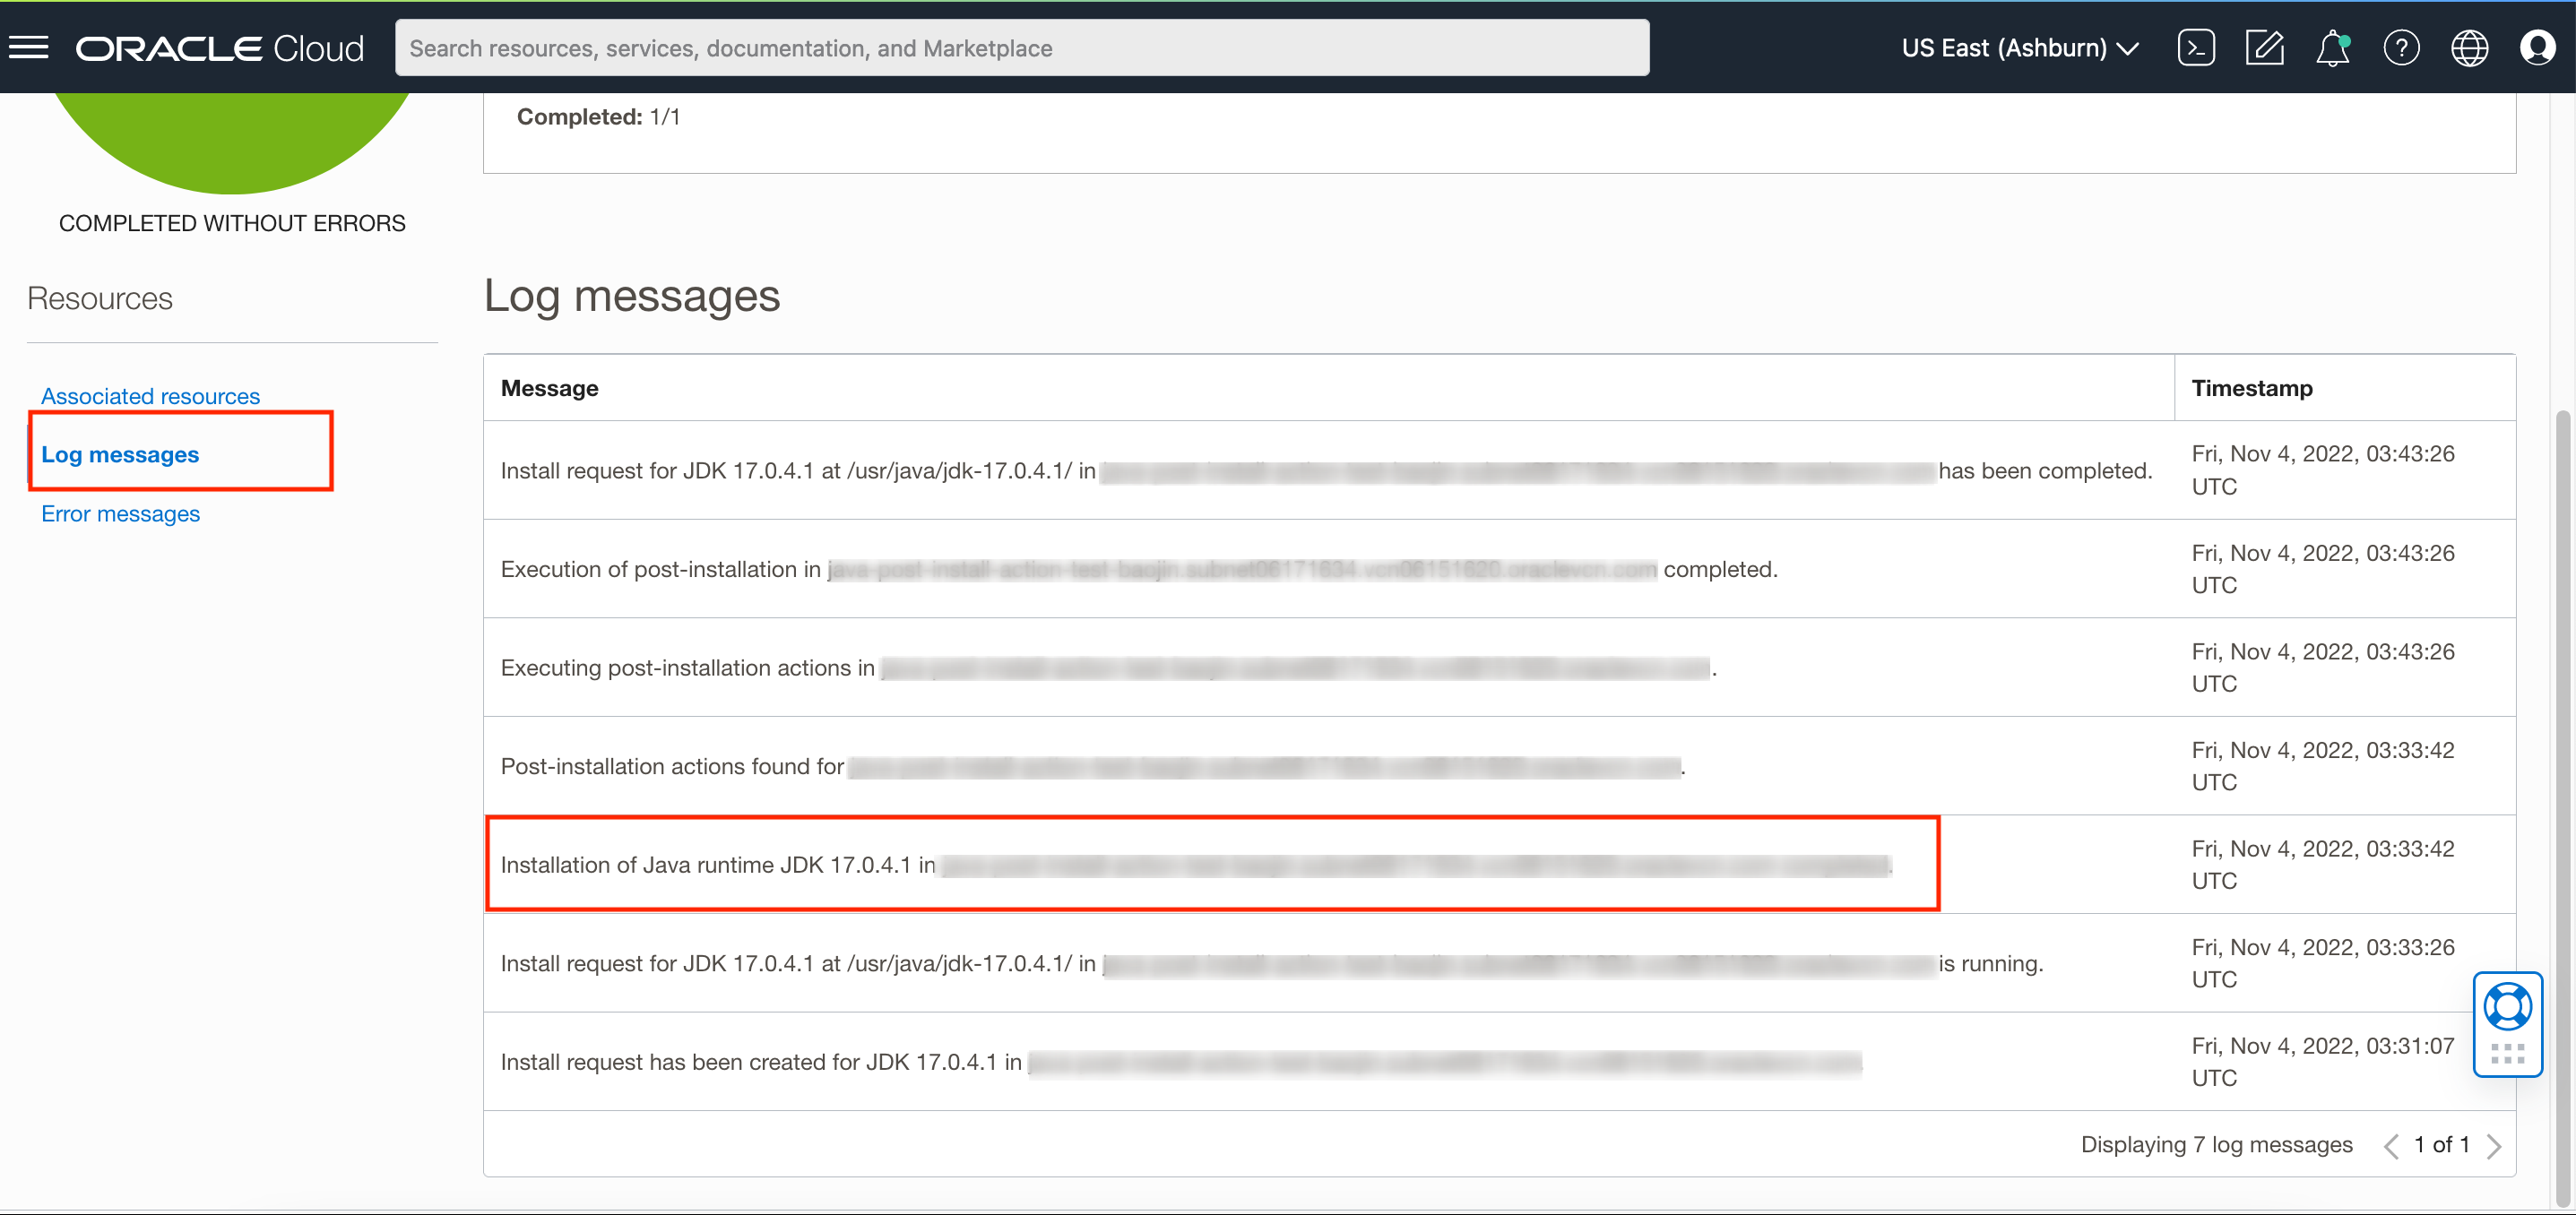 ORACLE Cloud
Search resources, services, documentation, and Marketplace
US East (Ashburn)
Completed: 1/1
COMPLETED WITHOUT ERRORS
Resources
Associated resources
Log messages
Error messages
Log messages
Message
Timestamp
Install request for JDK 17.0.4.1 at /usr/java/jdk-17.0.4.1/ in has been completed.
Fri, Nov 4, 2022, 03:43:26
UTC
Execution of post-installation in completed.
Fri, Nov 4, 2022, 03:43:26
UTC
Executing post-installation actions in .
Fri, Nov 4, 2022, 03:43:26
UTC
Post-installation actions found for .
Fri, Nov 4, 2022, 03:33:42
UTC
Installation of Java runtime JDK 17.0.4.1 in
Fri, Nov 4, 2022, 03:33:42
UTC
Install request for JDK 17.0.4.1 at /usr/java/jdk-17.0.4.1/ in is running.
Fri, Nov 4, 2022, 03:33:26
UTC
Install request has been created for JDK 17.0.4.1 in
Fri, Nov 4, 2022, 03:31:07
UTC
Displaying 7 log messages
1 of 1